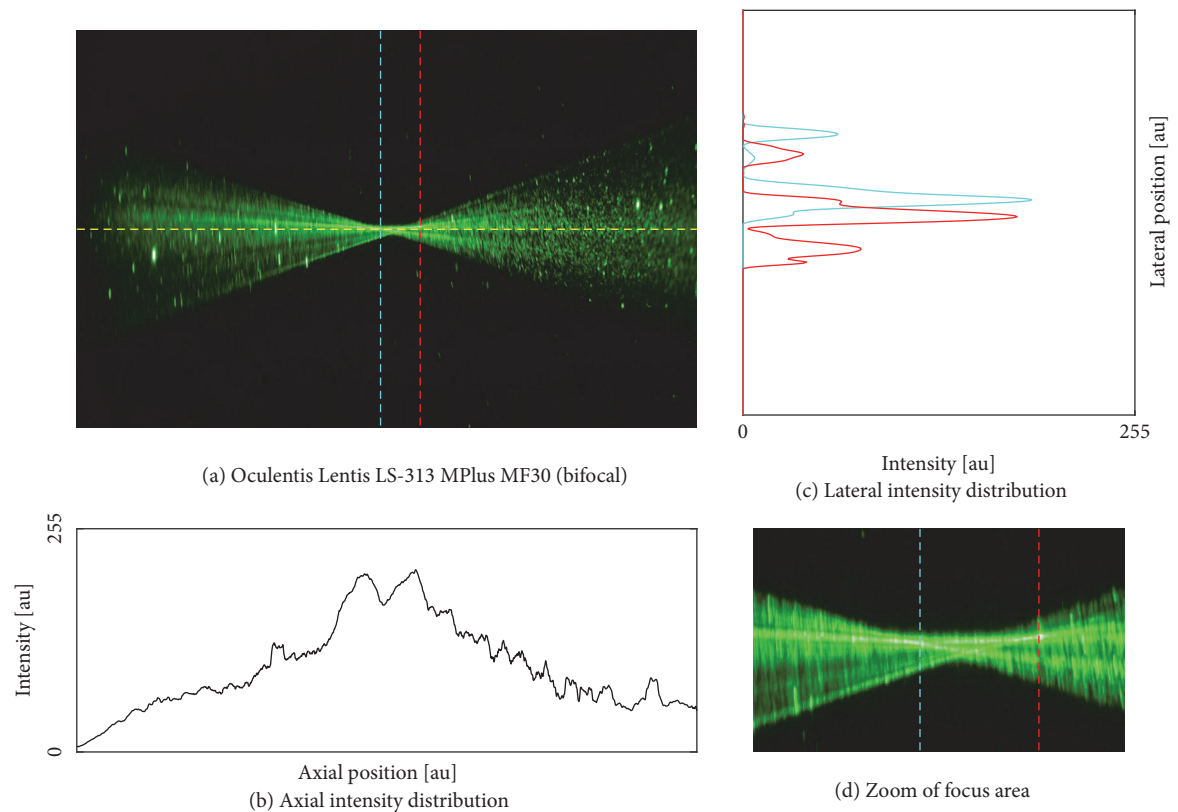 (a) Oculentis Lentis LS-313 MPlus MF30 (bifocal)
255
Intensity [au]
0
Axial position [au]
(b) Axial intensity distribution
Lateral position [au]
0
255
Intensity [au]
(c) Lateral intensity distribution
(d) Zoom of focus area